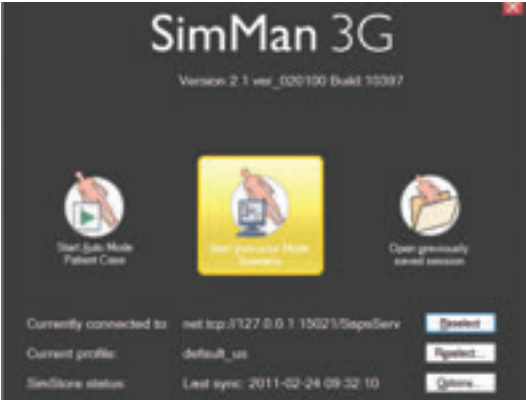 SimMan 3G
Version 2.1 ver_020100 Build:10397
Start Auto Mode
Patient Case
Start Instructor Mode
Scenario
Open previously
saved session
Currently connected to: net.tcp://127.0.0.1:15021/
Reselect
Current profile: default_us
Reselect...
SimStore status: Last sync: 2011-02-24 09:32:10
Options...